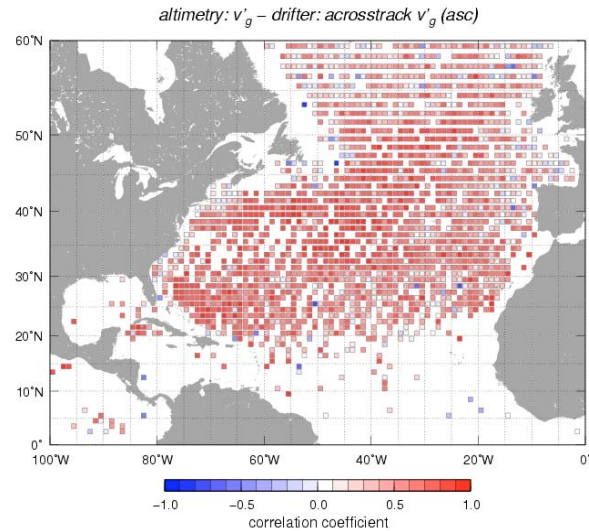 altimetry: v'g − drifter: acrosstrack v'g (asc)
60˚N
50˚N
40˚N
30˚N
20˚N
10˚N
0˚
100˚W 80˚W 60˚W 40˚W 20˚W 0˚
-1.0 -0.5 0.0 0.5 1.0
correlation coefficient